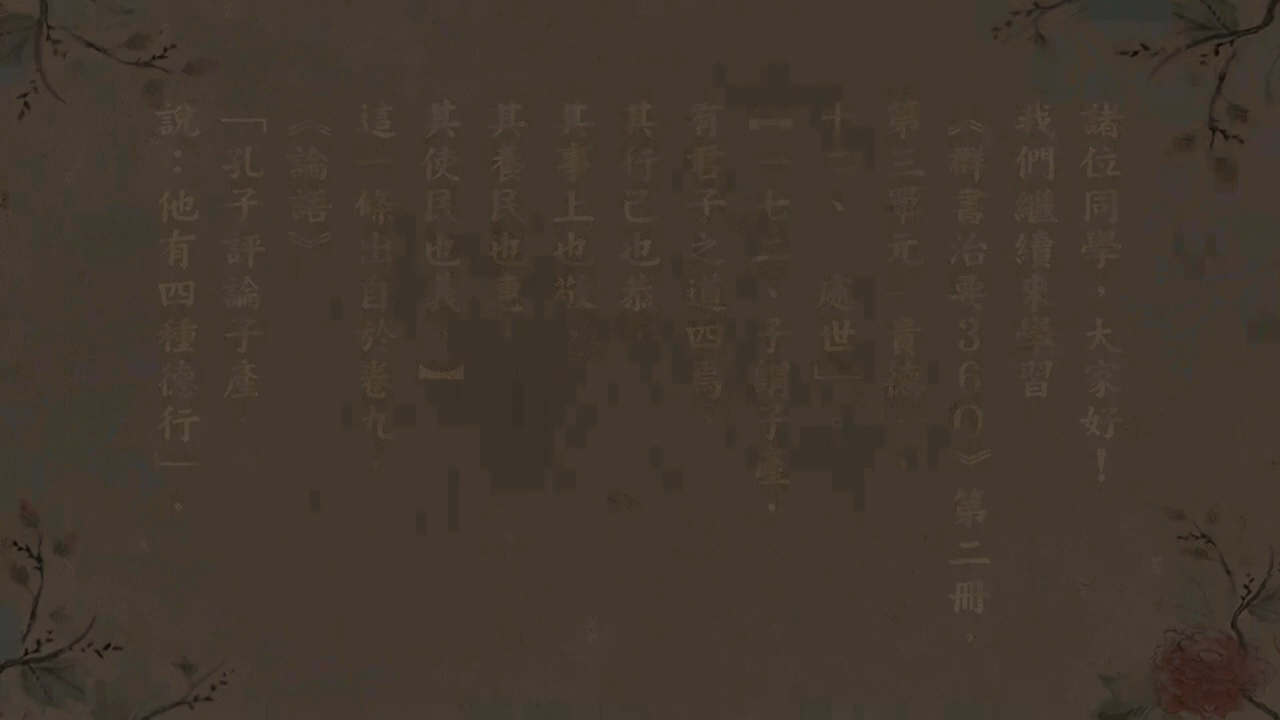 諸位同學,大家好!
我們繼續來學習
《群書治要360》第二冊。
第三單元「貴德」
十二、處世」
【一七二、子謂子產。
有君子之道四焉
其行己也恭
其事上也敬
其養民也惠
其使民也義】
這一條出自於卷九
《論語》
「孔子評論子產
說:他有四種德行」。